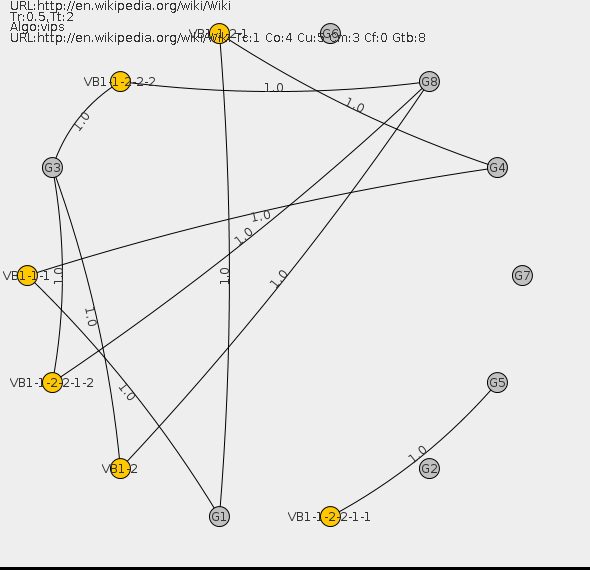 URL:http://en.wikipedia.org/wiki/Wiki
Tr:0.5,Tt:2
Algo:vips
VB1-1-2-1
G6
URL:http://en.wikipedia.org/wiki/Wiki Tc:1 Co:4 Cu:5 Cm:3 Cf:0 Gtb:8
VB1-1-2-2-2
1.0
G8
1.0
1.0
G3
G4
1.0
1.0
VB1-1-1
1.0
1.0
1.0
G7
1.0
VB1-1-2-2-1-2
1.0
G5
1.0
VB1-2
G2
G1
VB1-1-2-2-1-1